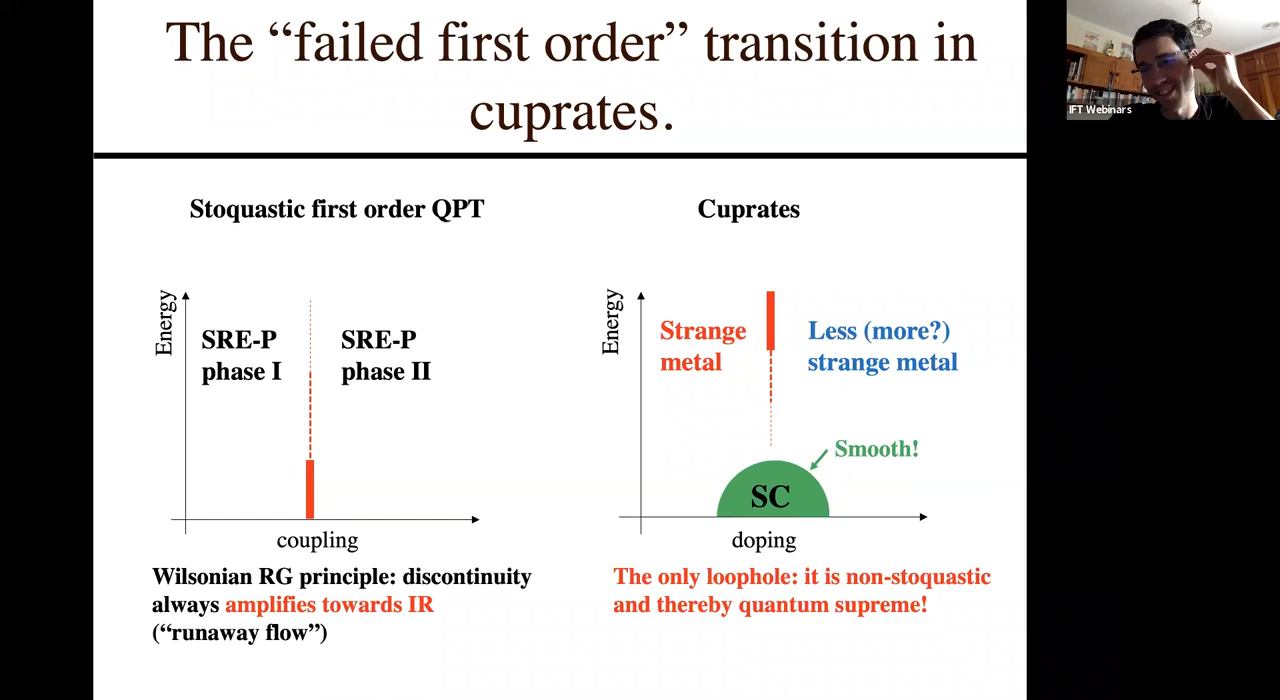 The “failed first order” transition in
cuprates.
IFT Webinars
Stoquastic first order QPT
Energy
SRE-P
phase I
SRE-P
phase II
coupling
Wilsonian RG principle: discontinuity
always amplifies towards IR
(“runaway flow”)
Cuprates
Energy
Strange
metal
Less (more?)
strange metal
Smooth!
SC
doping
The only loophole: it is non-stoquastic
and thereby quantum supreme!